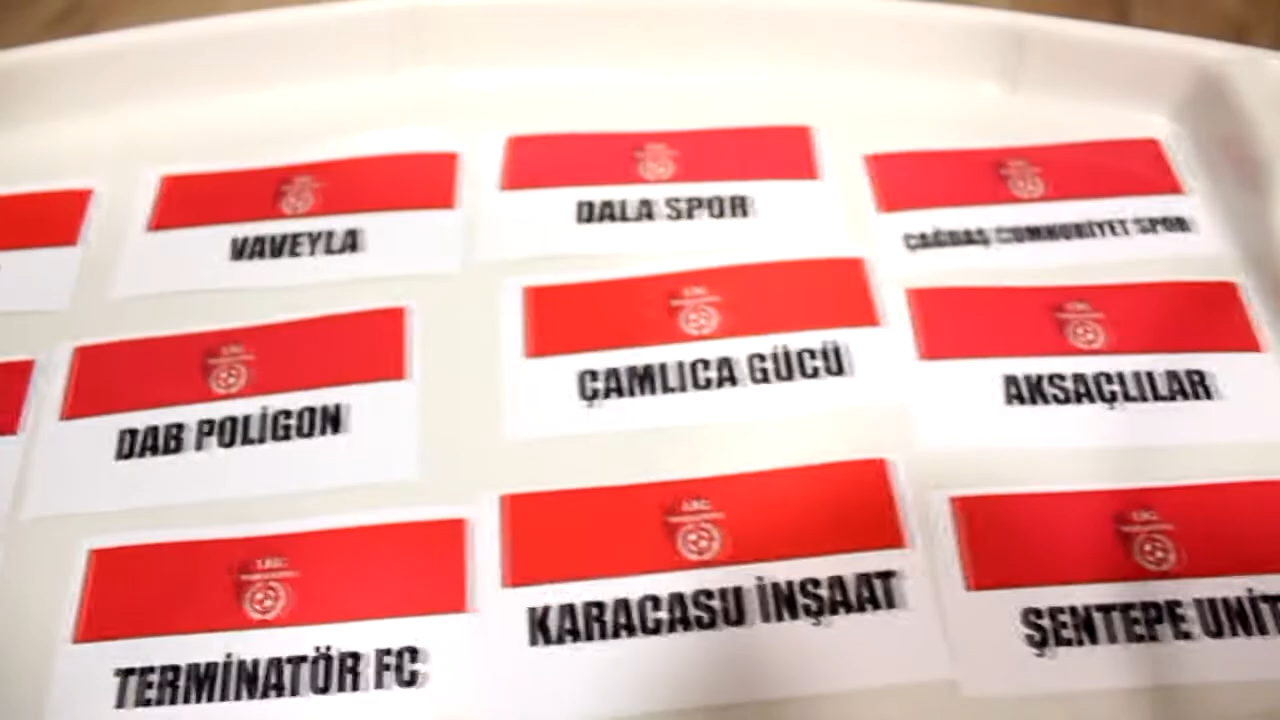 VAVEYLA
DALA SPOR
ÇAĞDAŞ CUMHURİYET SPOR
DAB POLİGON
ÇAMLICA GÜCÜ
AKSAÇLILAR
TERMİNATÖR FC
KARACASU İNŞAAT
ŞENTEPE UNIT